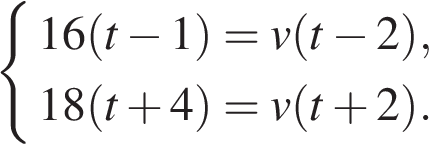 16(t − 1) = v(t − 2),
18(t + 4) = v(t + 2).